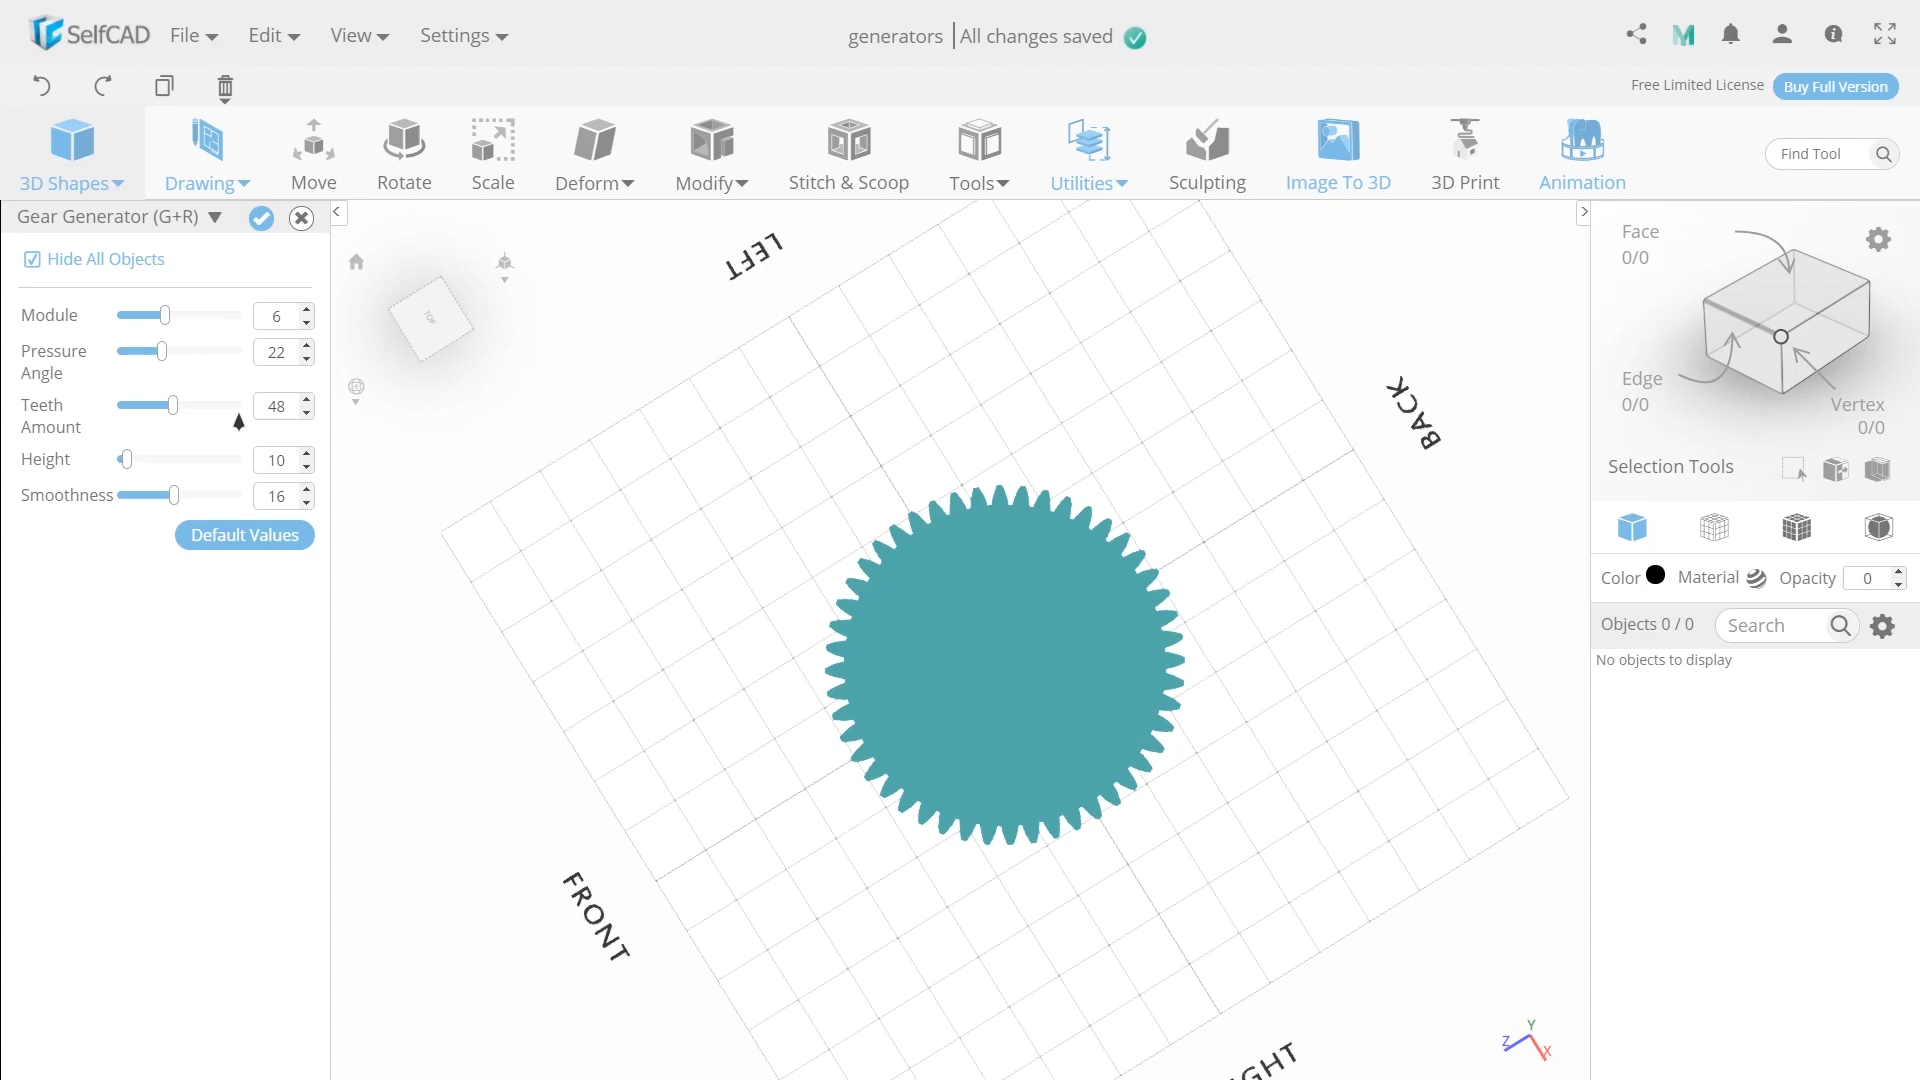 SelfCAD File Edit View Settings generators All changes saved
Free Limited License Buy Full Version
3D Shapes Drawing Move Rotate Scale Deform Modify Stitch & Scoop Tools Utilities Sculpting Image To 3D 3D Print Animation Find Tool
Gear Generator (G+R)
Hide All Objects
Module 6
Pressure Angle 22
Teeth Amount 48
Height 10
Smoothness 16
Default Values
TOP
LEFT
BACK
FRONT
GHT
Z Y X
Face
0/0
Edge
0/0
Vertex
0/0
Selection Tools
Color Material Opacity 0
Objects 0 / 0 Search
No objects to display